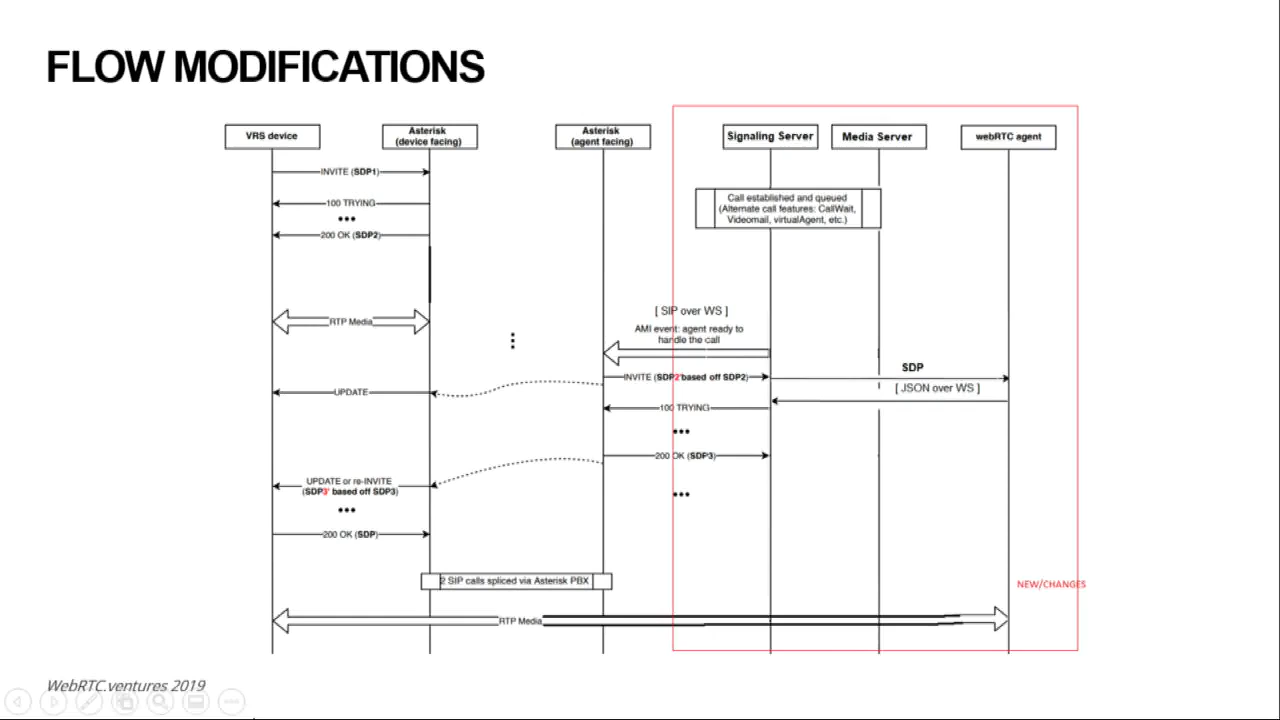 FLOW MODIFICATIONS
VRS device
Asterisk
(device facing)
Asterisk
(agent facing)
Signaling Server
Media Server
webRTC agent
INVITE (SDP1)
100 TRYING
•••
200 OK (SDP2)
Call established and queued
(Alternate call features: CallWait,
Videomail, virtualAgent, etc.)
[ SIP over WS ]
RTP Media
AMI event: agent ready to
handle the call
SDP
INVITE (SDP2'based off SDP2)
[ JSON over WS ]
UPDATE
100 TRYING
•••
200 OK (SDP3)
UPDATE or re-INVITE
(SDP3' based off SDP3)
•••
•••
200 OK (SDP)
2 SIP calls spliced via Asterisk PBX
NEW/CHANGES
RTP Media
WebRTC.ventures 2019